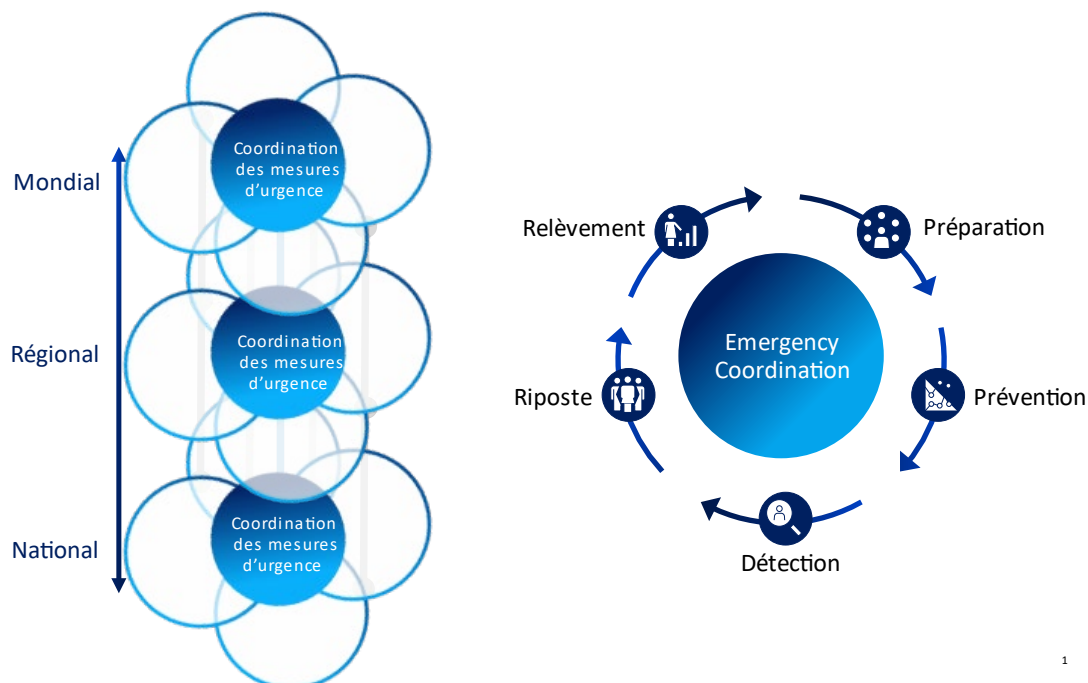 Mondial
Coordination
des mesures
d'urgence
Régional
Coordination
des mesures
d'urgence
National
Coordination
des mesures
d'urgence
Relèvement
Préparation
Emergency
Coordination
Riposte
Prévention
Détection
1